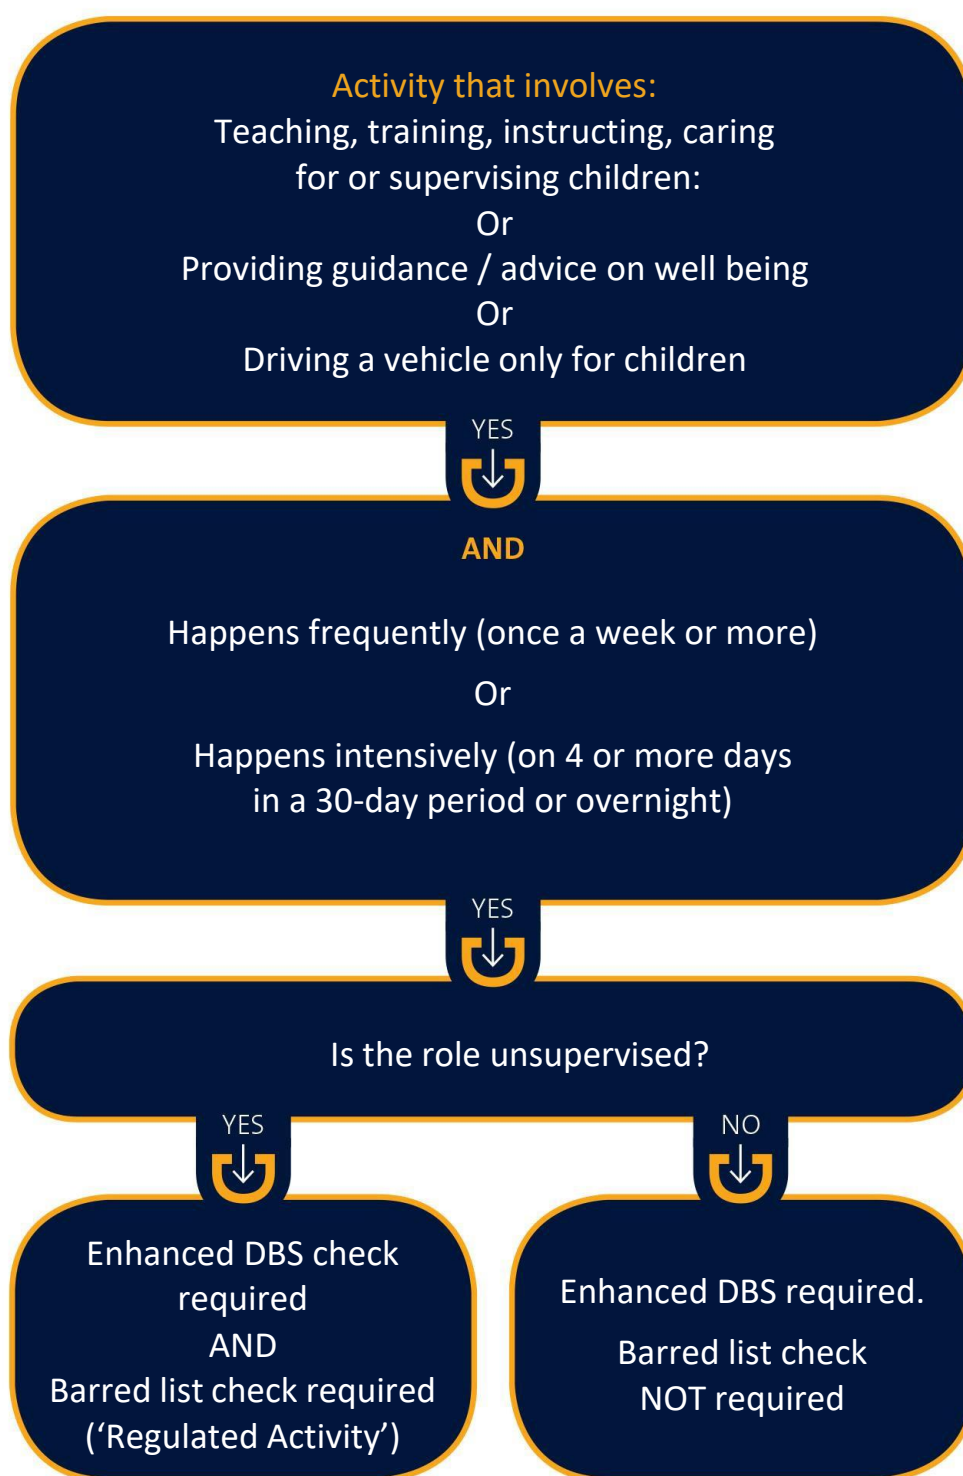 Activity that involves:
Teaching, training, instructing, caring
for or supervising children:
Or
Providing guidance / advice on well being
Or
Driving a vehicle only for children
YES
AND
Happens frequently (once a week or more)
Or
Happens intensively (on 4 or more days
in a 30-day period or overnight)
YES
Is the role unsupervised?
YES
NO
Enhanced DBS check
required
AND
Barred list check required
(‘Regulated Activity’)
Enhanced DBS required.
Barred list check
NOT required